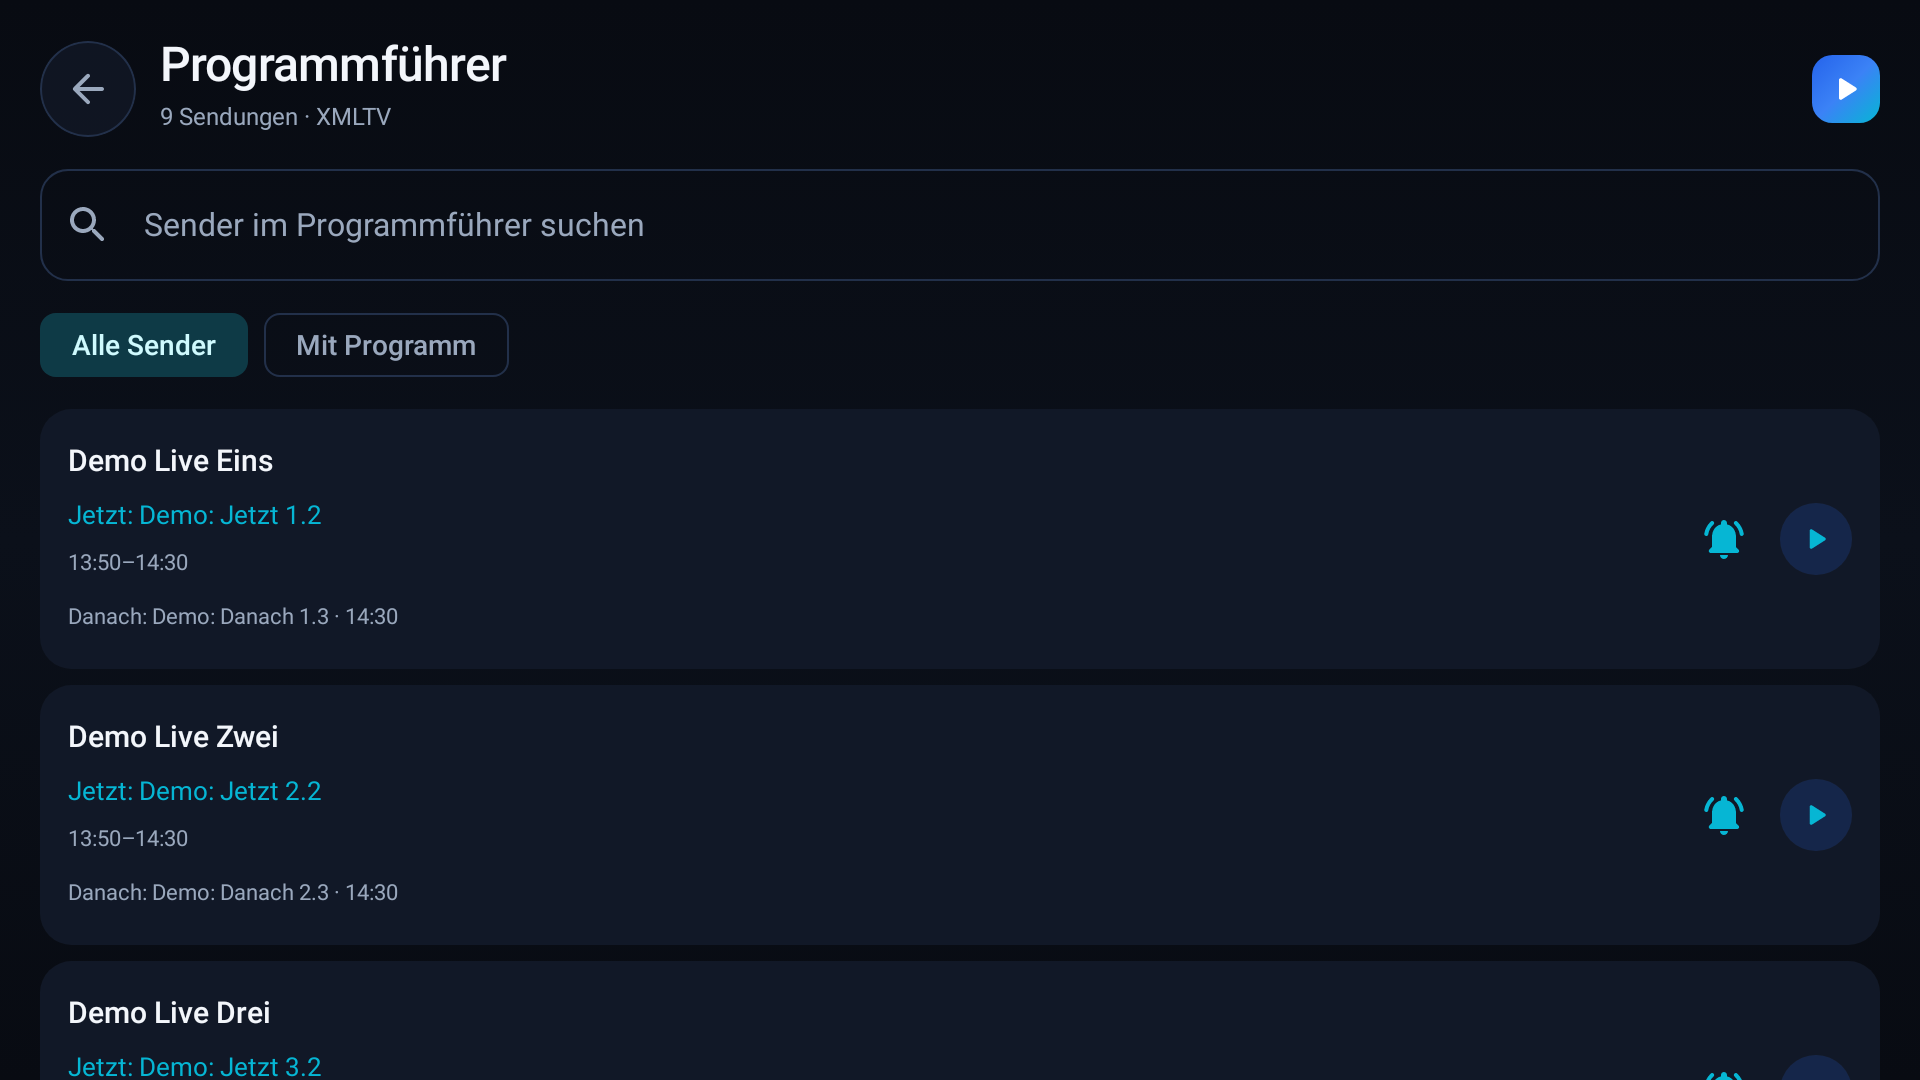 Programmführer
9 Sendungen · XMLTV
Sender im Programmführer suchen
Alle Sender
Mit Programm
Demo Live Eins
Jetzt: Demo: Jetzt 1.2
13:50–14:30
Danach: Demo: Danach 1.3 · 14:30
Demo Live Zwei
Jetzt: Demo: Jetzt 2.2
13:50–14:30
Danach: Demo: Danach 2.3 · 14:30
Demo Live Drei
Jetzt: Demo: Jetzt 3.2